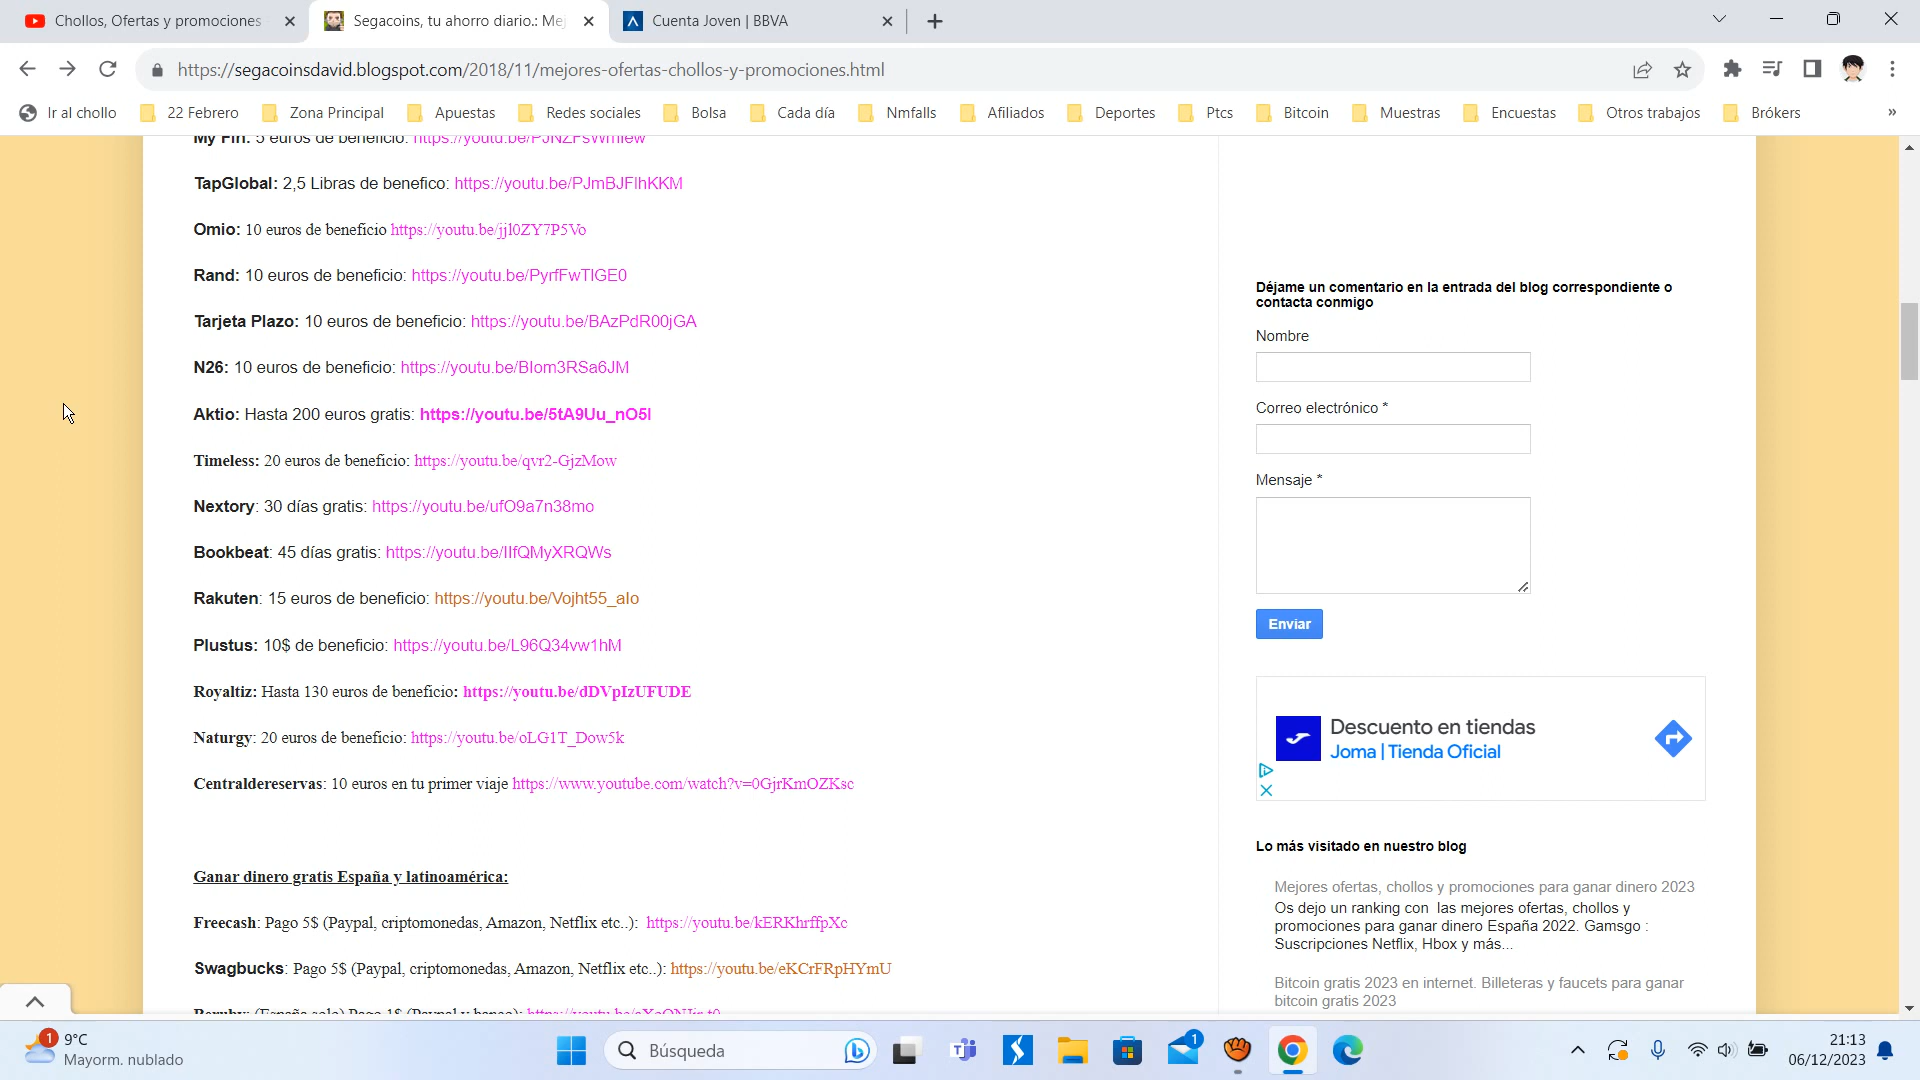 Chollos, Ofertas y promociones
Segacoins, tu ahorro diario.: Me
Cuenta Joven | BBVA
https://segacoinsdavid.blogspot.com/2018/11/mejores-ofertas-chollos-y-promociones.html
Ir al chollo
22 Febrero
Zona Principal
Apuestas
Redes sociales
Bolsa
Cada día
Nmfalls
Afiliados
Deportes
Ptcs
Bitcoin
Muestras
Encuestas
Otros trabajos
Brókers
»
My Fin: 5 euros de beneficio:
TapGlobal: 2,5 Libras de benefico: https://youtu.be/PJmBJFlhKKM
Omio: 10 euros de beneficio https://youtu.be/jjl0ZY7P5Vo
Rand: 10 euros de beneficio: https://youtu.be/PyrfFwTIGE0
Tarjeta Plazo: 10 euros de beneficio: https://youtu.be/BAzPdR00jGA
N26: 10 euros de beneficio: https://youtu.be/BIom3RSa6JM
Aktio: Hasta 200 euros gratis: https://youtu.be/5tA9Uu_nO5I
Timeless: 20 euros de beneficio: https://youtu.be/qvr2-GjzMow
Nextory: 30 días gratis: https://youtu.be/ufO9a7n38mo
Bookbeat: 45 días gratis: https://youtu.be/IIfQMyXRQWs
Rakuten: 15 euros de beneficio: https://youtu.be/Vojht55_aIo
Plustus: 10$ de beneficio: https://youtu.be/L96Q34vw1hM
Royaltiz: Hasta 130 euros de beneficio: https://youtu.be/dDVpIzUFUDE
Naturgy: 20 euros de beneficio: https://youtu.be/oLG1T_Dow5k
Centraldereservas: 10 euros en tu primer viaje https://www.youtube.com/watch?v=0GjrKmOZKsc
Ganar dinero gratis España y latinoamérica:
Freecash: Pago 5$ (Paypal, criptomonedas, Amazon, Netflix etc..): https://youtu.be/kERKhrffpXc
Swagbucks: Pago 5$ (Paypal, criptomonedas, Amazon, Netflix etc..): https://youtu.be/eKCrFRpHYmU
Déjame un comentario en la entrada del blog correspondiente o
contacta conmigo
Nombre
Correo electrónico *
Mensaje *
Enviar
Descuento en tiendas
Joma | Tienda Oficial
Lo más visitado en nuestro blog
Mejores ofertas, chollos y promociones para ganar dinero 2023
Os dejo un ranking con las mejores ofertas, chollos y
promociones para ganar dinero España 2022. Gamsgo :
Suscripciones Netflix, Hbox y más...
Bitcoin gratis 2023 en internet. Billeteras y faucets para ganar
bitcoin gratis 2023
1
9°C
Mayorm. nublado
Búsqueda
1
21:13
06/12/2023